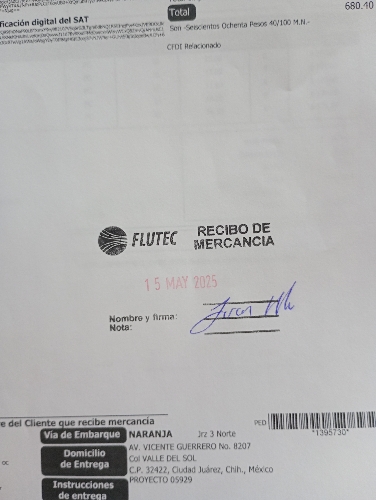 ficación digital del SAT
Total
680.40
Son -Seiscientos Ochenta Pesos 40/100 M.N.-
CFDI Relacionado
FLUTEC
RECIBO DE
MERCANCIA
15 MAY 2025
Nombre y firma:
Nota:
e del Cliente que recibe mercancia
PED
*1395730*
Vía de Embarque NARANJA Jrz 3 Norte
Domicilio de Entrega
AV. VICENTE GUERRERO No. 8207
Col VALLE DEL SOL
C.P. 32422, Ciudad Juárez, Chih., México
Instrucciones de entrega
PROYECTO 05929